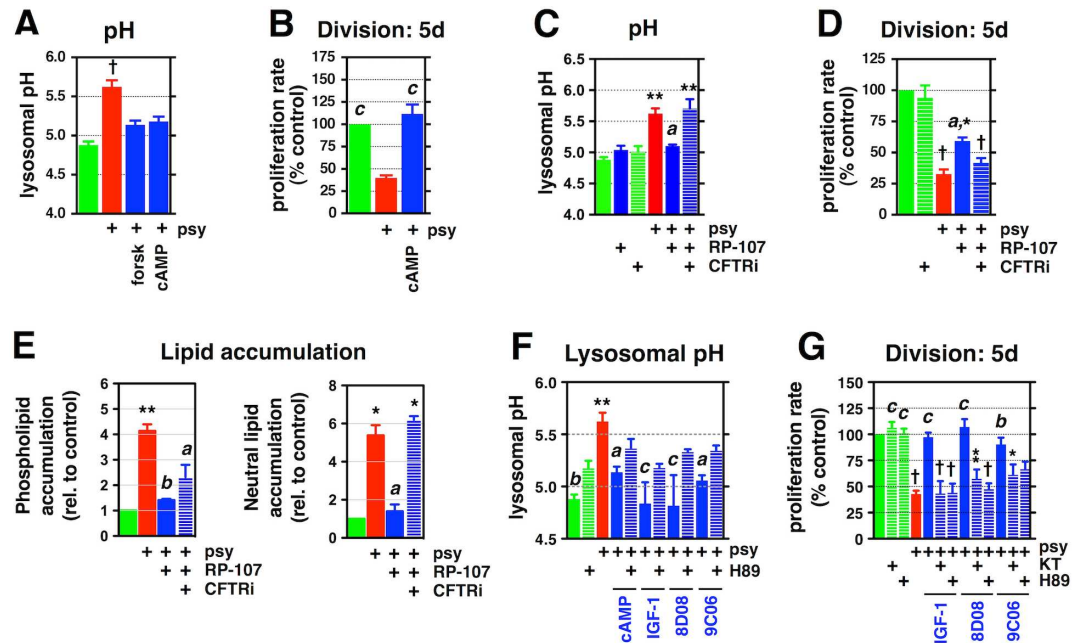 A
pH
lysosomal pH
6.0
5.0
4.0
†
+ + + psy
forsk
cAMP
B
Division: 5d
proliferation rate
(% control)
175
150
125
100
75
50
25
0
c
c
+ + psy
cAMP
C
pH
lysosomal pH
6.5
6.0
5.5
5.0
4.5
4.0
**
a
**
+ + + psy
+ + + RP-107
+ + CFTRi
D
Division: 5d
proliferation rate
(% control)
125
100
75
50
25
0
†
a,*
†
+ + + psy
+ + RP-107
+ + CFTRi
E
Lipid accumulation
Phospholipid
accumulation
(rel. to control)
6
5
4
3
2
1
0
**
b
a
+ + + psy
+ + RP-107
+ CFTRi
Neutral lipid
accumulation
(rel. to control)
8
6
4
2
0
*
a
*
+ + + psy
+ + RP-107
+ CFTRi
F
Lysosomal pH
lysosomal pH
6.0
5.5
5.0
4.5
b
**
a
c
c
a
+ + + + + + + + + psy
+ + + + + H89
cAMP
IGF-1
8D08
9C06
G
Division: 5d
proliferation rate
(% control)
150
125
100
75
50
25
0
c
c
†
c
†
†
c
**
†
b
*
+ + + + + + + + + + psy
+ + + + KT
+ + + + H89
IGF-1
8D08
9C06